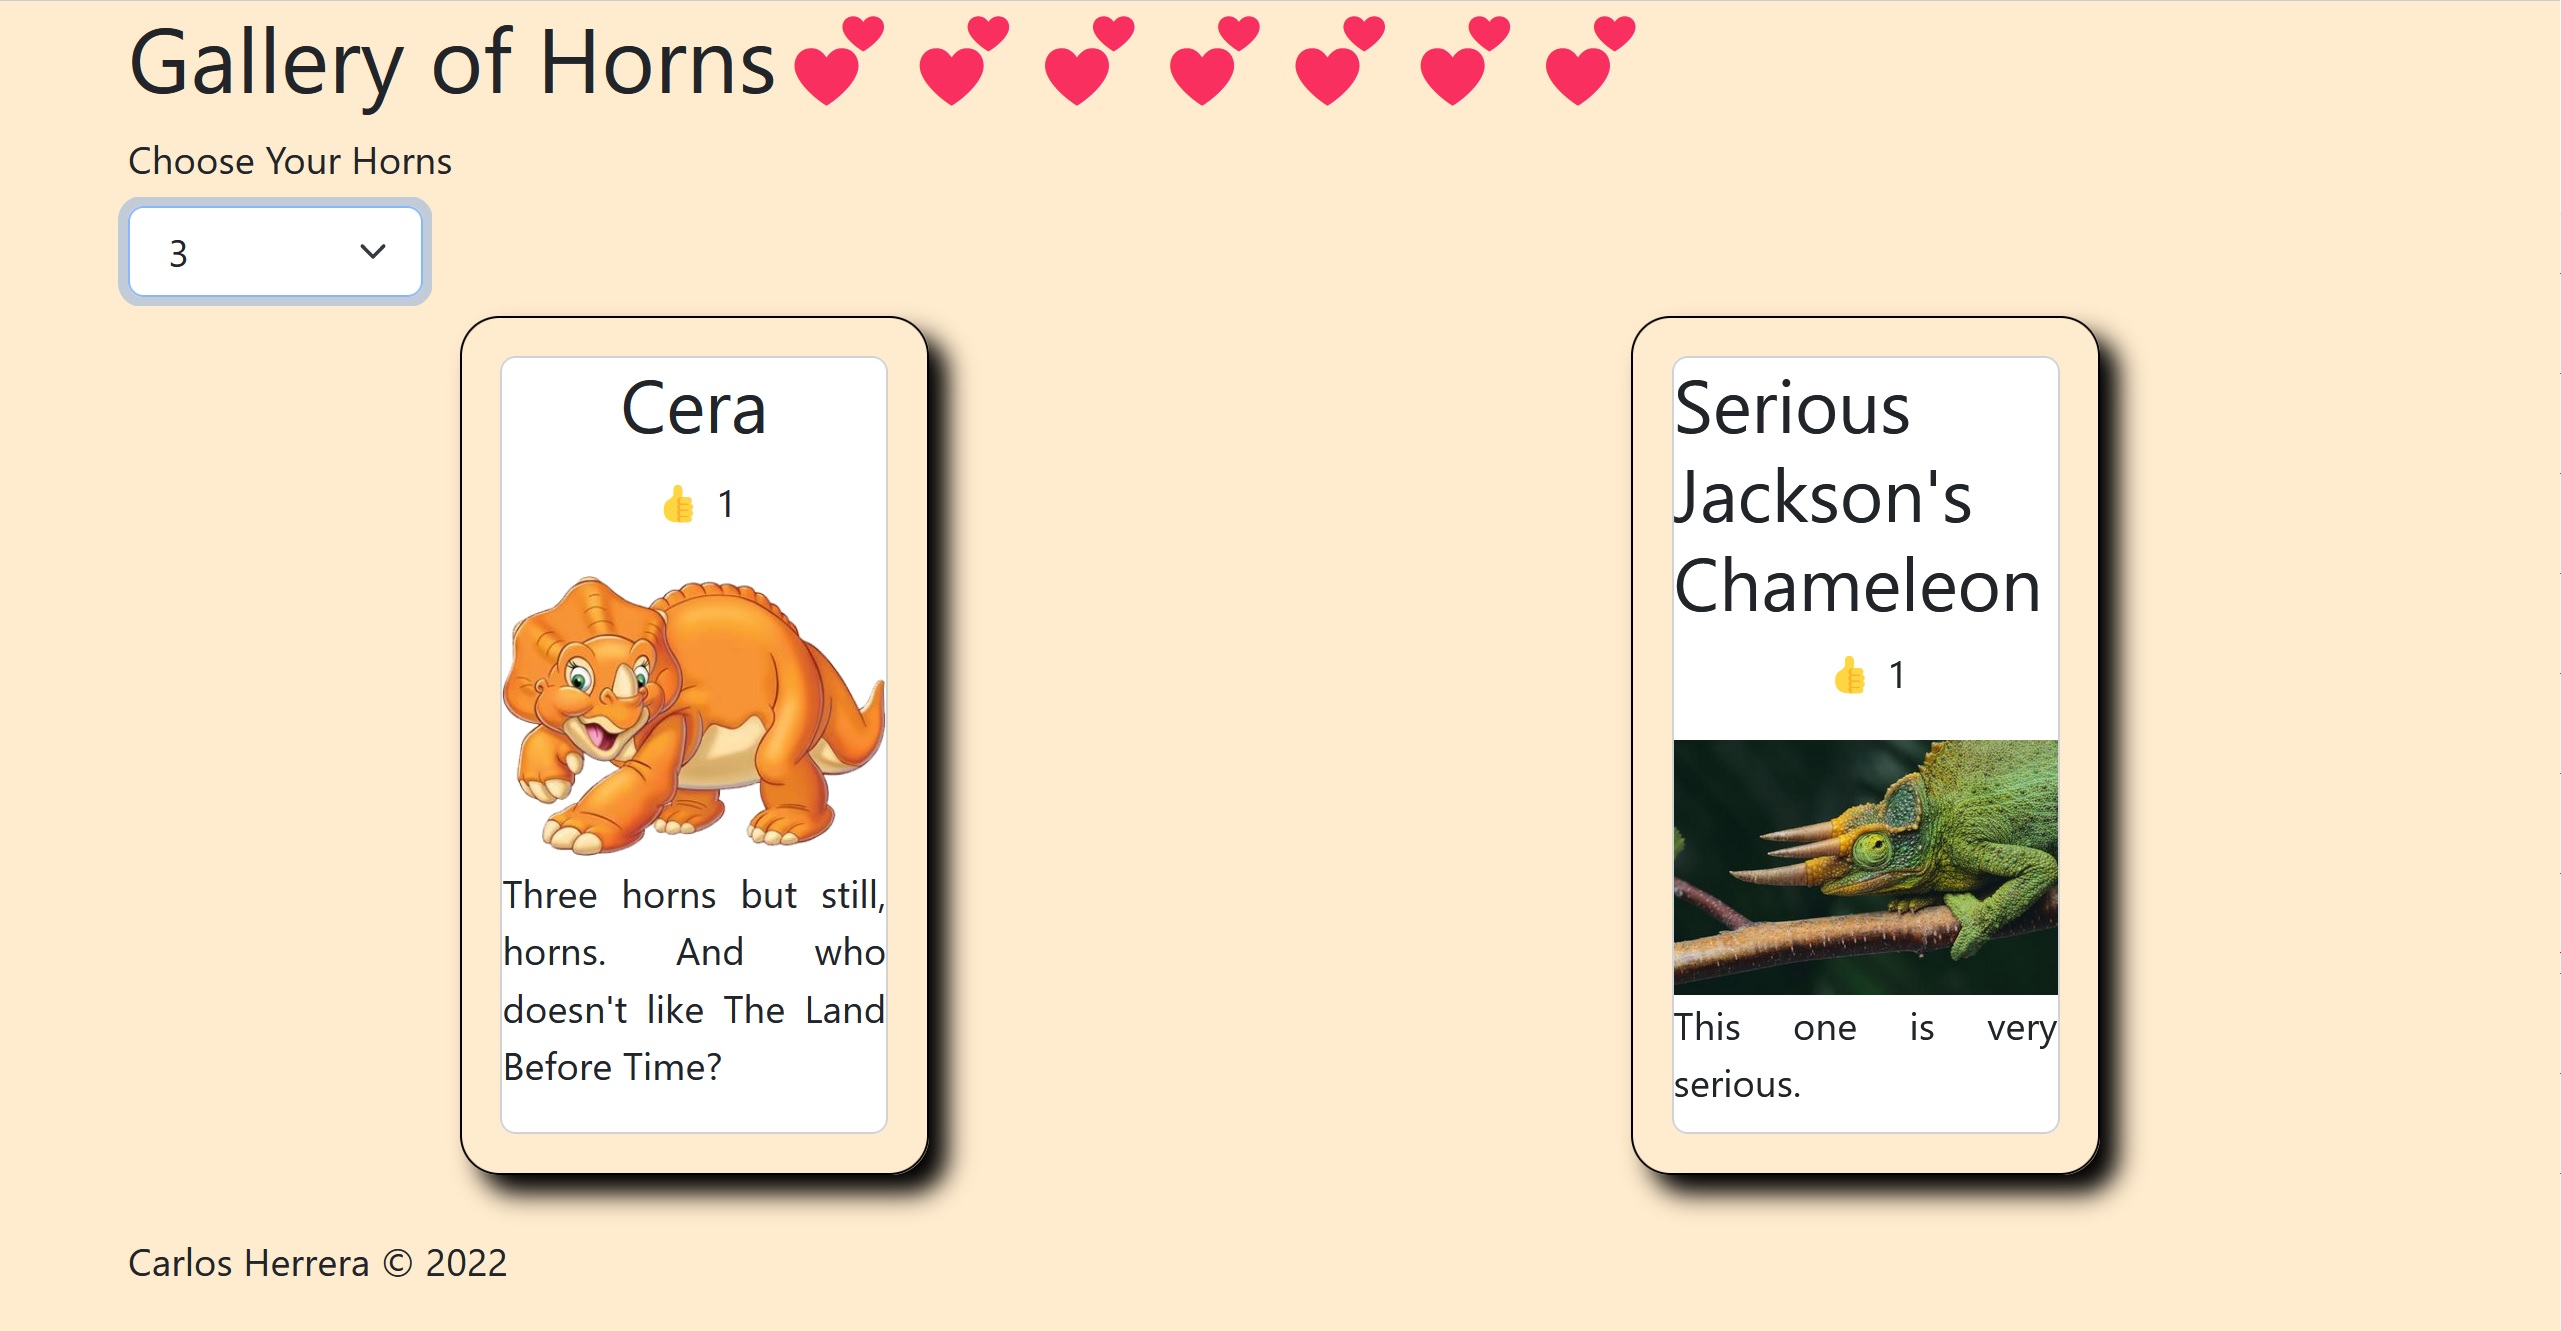 Gallery of Horns 💕 💕 💕 💕 💕 💕 💕
Choose Your Horns
3
Cera
👍 1
Three horns but still,
horns. And who
doesn't like The Land
Before Time?
Serious
Jackson's
Chameleon
👍 1
This one is very
serious.
Carlos Herrera © 2022